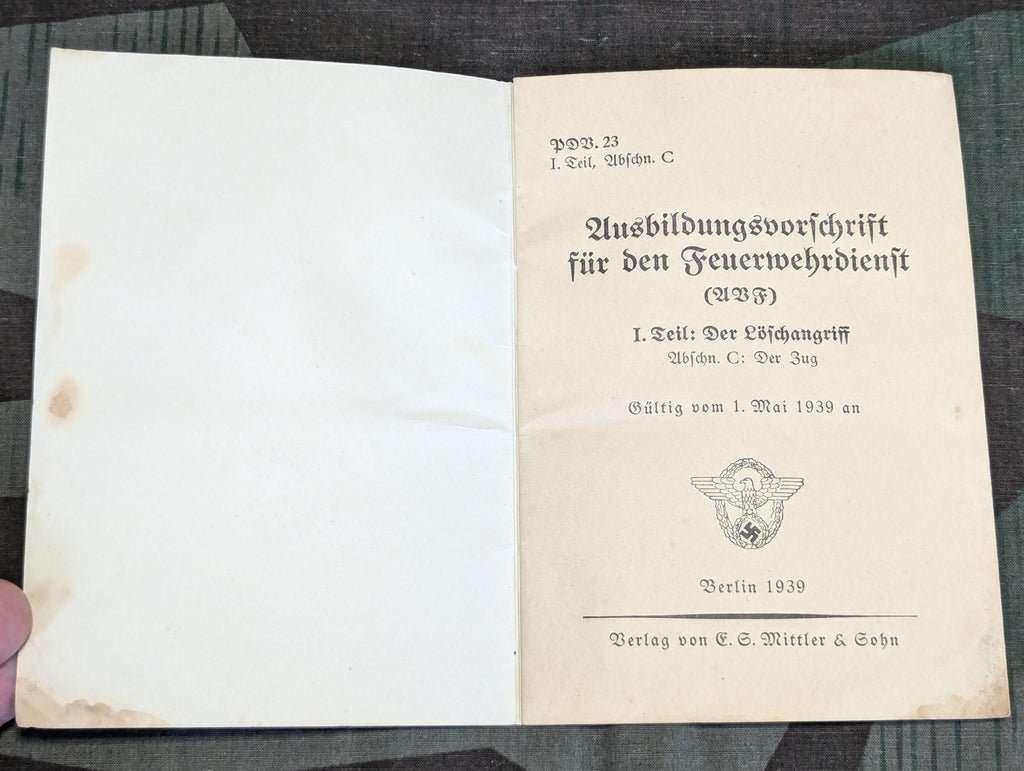 PDV. 23
I. Teil, Abschn. C
Ausbildungsvorschrift
für den Feuerwehrdienst
(AVF)
I. Teil: Der Löschangriff
Abschn. C: Der Zug
Gültig vom 1. Mai 1939 an
Berlin 1939
Verlag von E. S. Mittler & Sohn